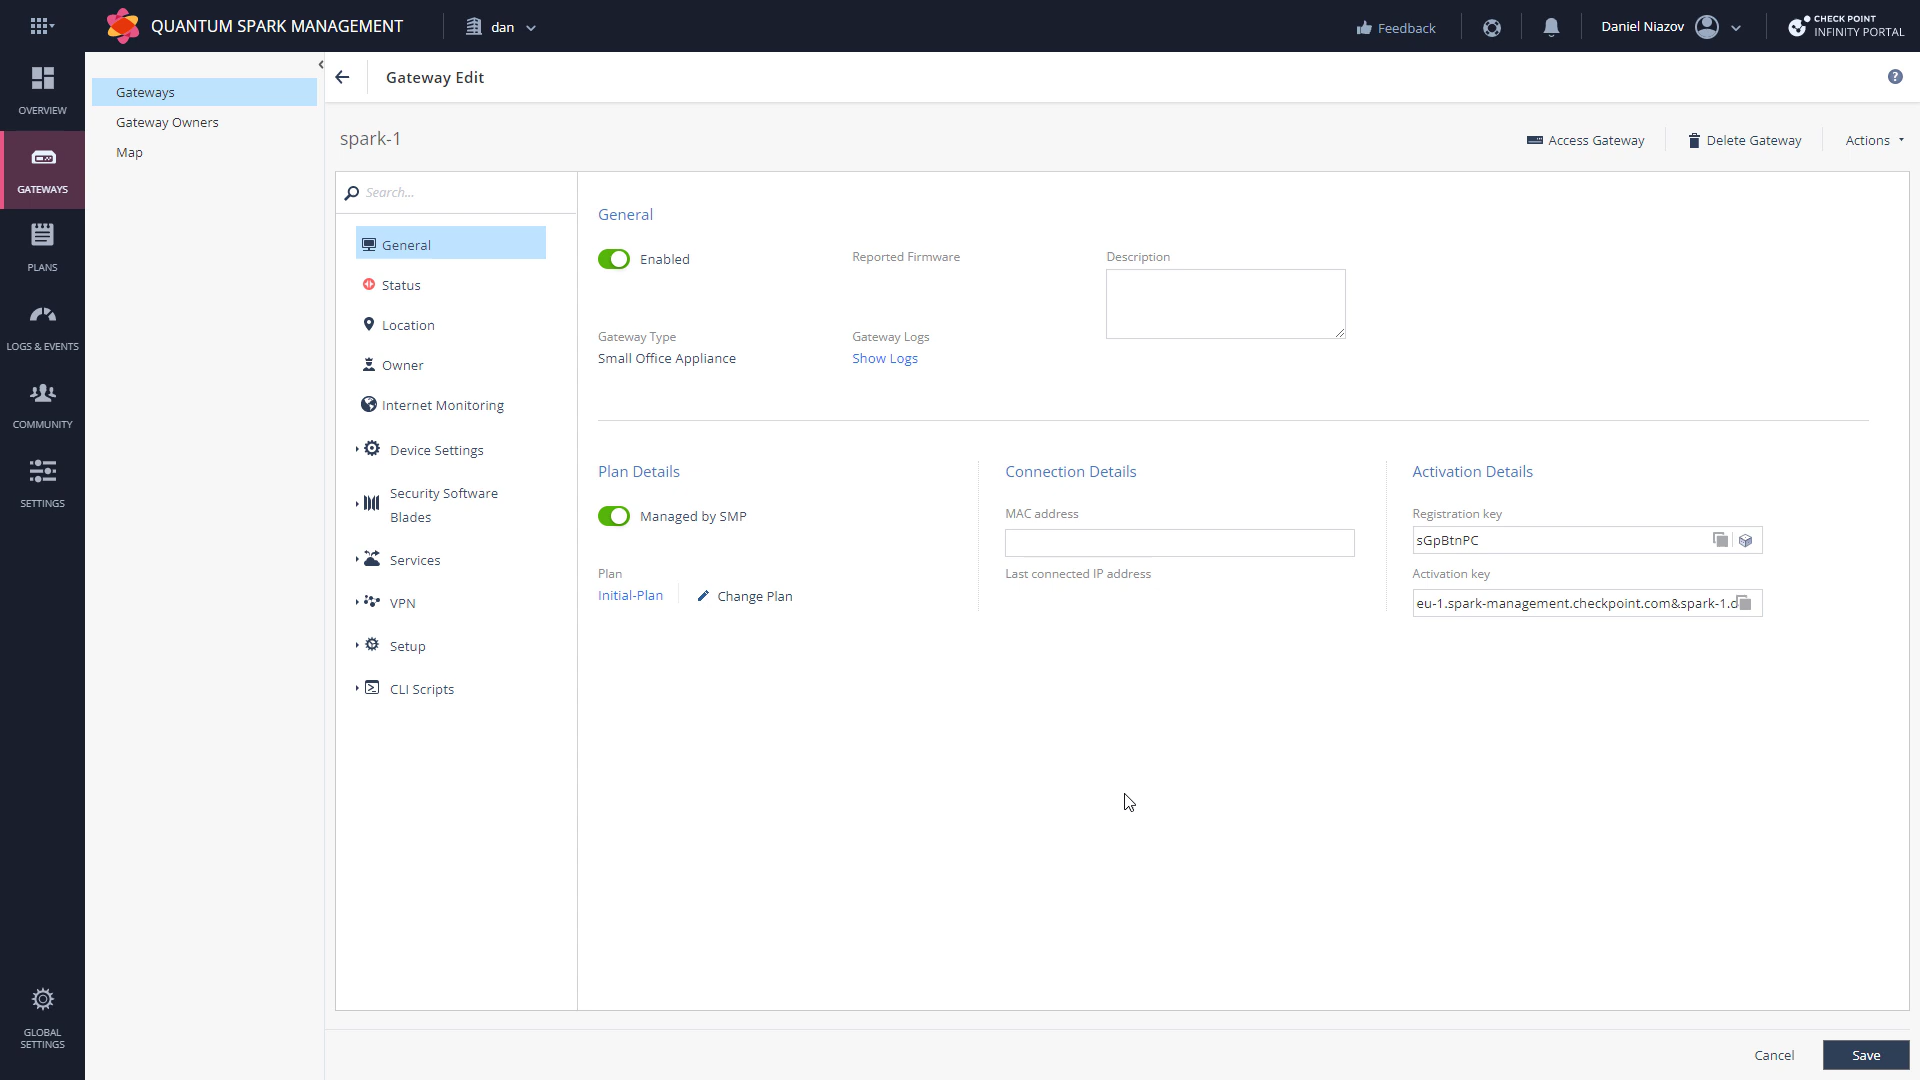 QUANTUM SPARK MANAGEMENT
dan
Feedback
Daniel Niazov
CHECK POINT
INFINITY PORTAL
OVERVIEW
GATEWAYS
PLANS
LOGS & EVENTS
COMMUNITY
SETTINGS
GLOBAL
SETTINGS
Gateways
Gateway Owners
Map
Gateway Edit
?
spark-1
Access Gateway
Delete Gateway
Actions
Search...
General
Status
Location
Owner
Internet Monitoring
Device Settings
Security Software
Blades
Services
VPN
Setup
CLI Scripts
General
Enabled
Reported Firmware
Description
Gateway Type
Small Office Appliance
Gateway Logs
Show Logs
Plan Details
Managed by SMP
Plan
Initial-Plan
Change Plan
Connection Details
MAC address
Last connected IP address
Activation Details
Registration key
sGpBtnPC
Activation key
eu-1.spark-management.checkpoint.com&spark-1.d
Cancel
Save